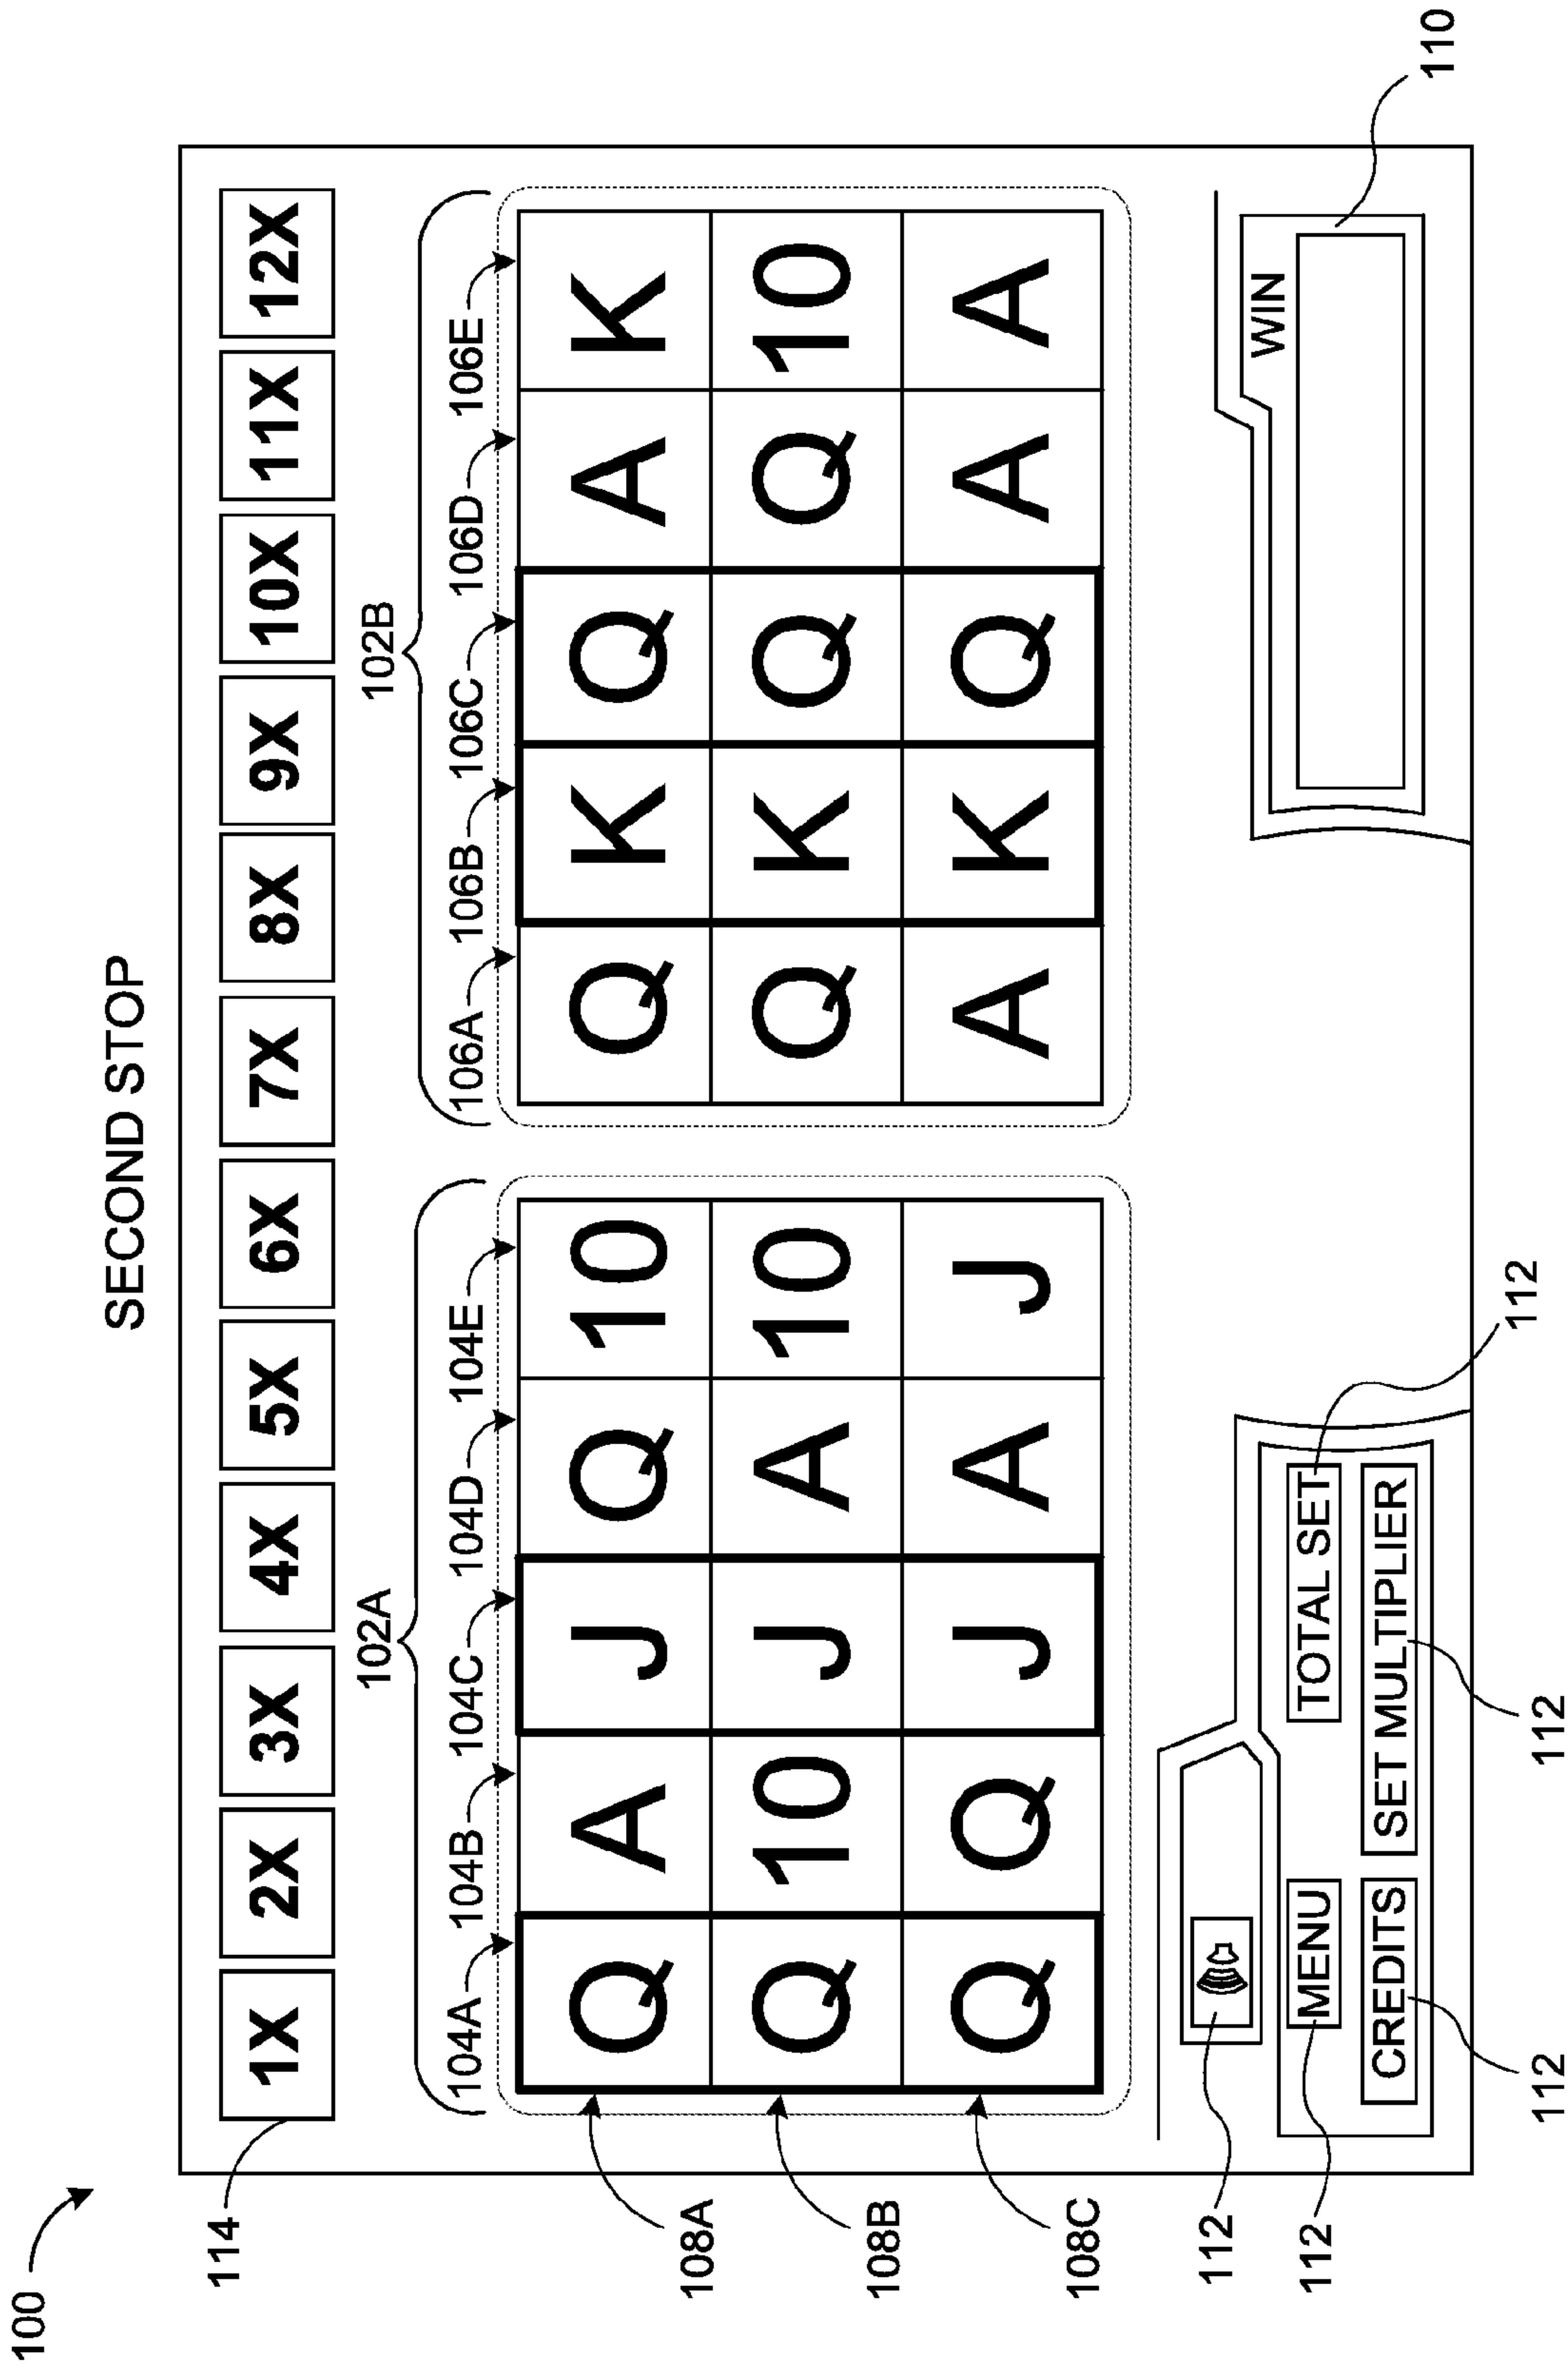 100
SECOND STOP
114
1X 2X 3X 4X 5X 6X 7X 8X 9X 10X 11X 12X
102A 102B
104A 104B 104C 104D 104E 106A 106B 106C 106D 106E
Q A J Q 10 Q K Q A K
108A
Q 10 J A 10 Q K Q Q 10
108B
Q Q J A J A K Q A A
108C
112
WIN
MENU TOTAL SET
112
CREDITS SET MULTIPLIER
110
112 112 112